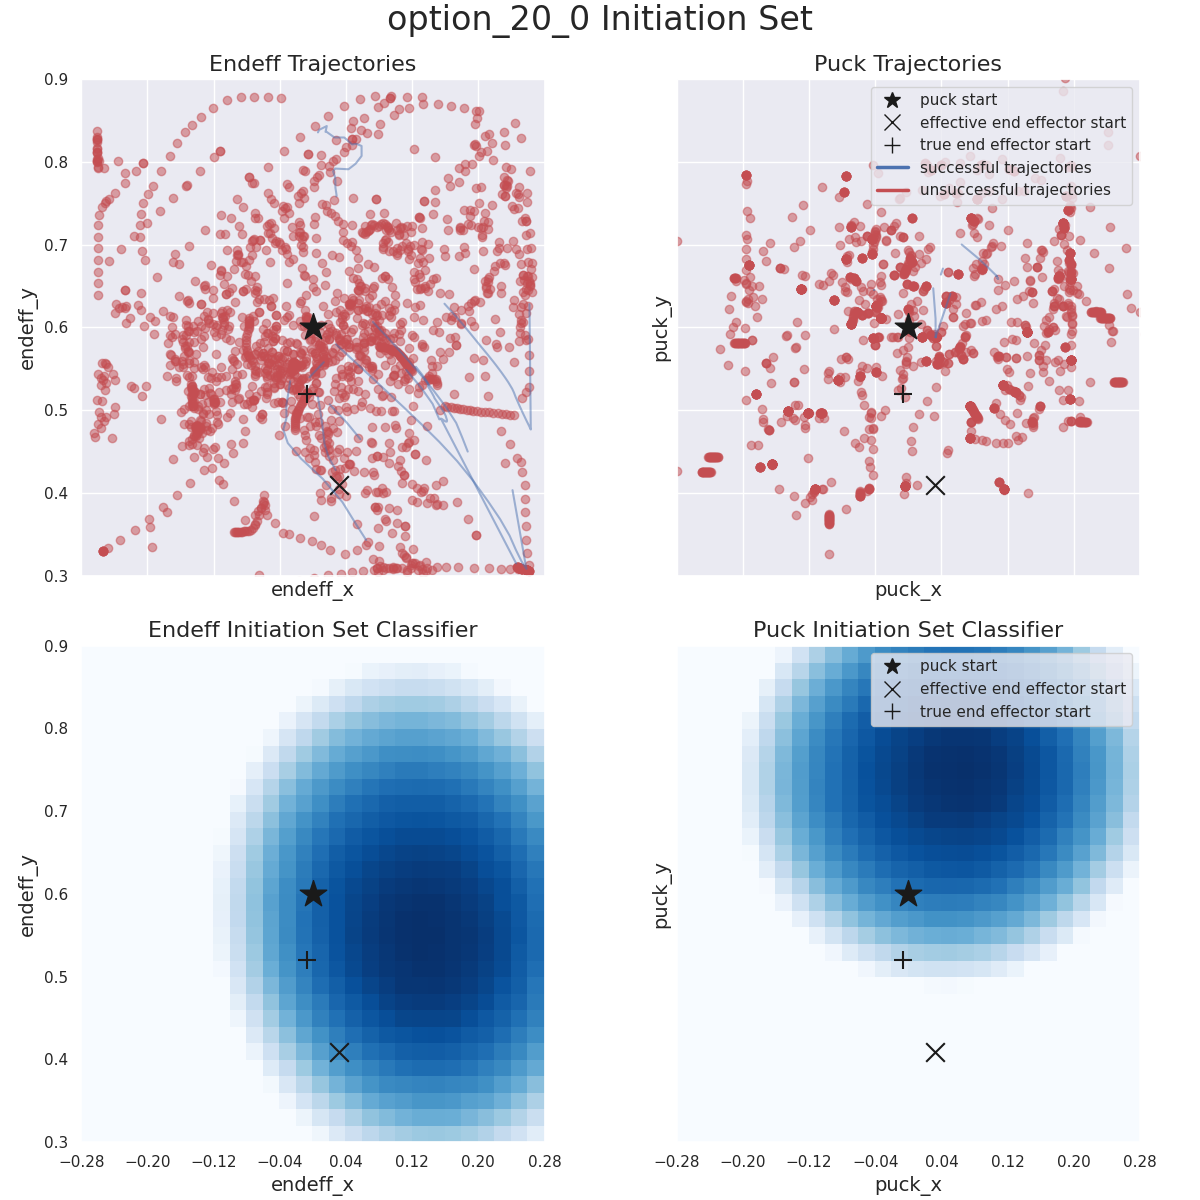 option_20_0 Initiation Set
Endeff Trajectories
Puck Trajectories
0.9
0.8
0.7
0.6
0.5
0.4
0.3
endeff_y
endeff_x
puck_y
puck_x
puck start
effective end effector start
true end effector start
successful trajectories
unsuccessful trajectories
Endeff Initiation Set Classifier
Puck Initiation Set Classifier
0.9
0.8
0.7
0.6
0.5
0.4
0.3
endeff_y
−0.28 −0.20 −0.12 −0.04 0.04 0.12 0.20 0.28
endeff_x
puck_y
puck start
effective end effector start
true end effector start
−0.28 −0.20 −0.12 −0.04 0.04 0.12 0.20 0.28
puck_x